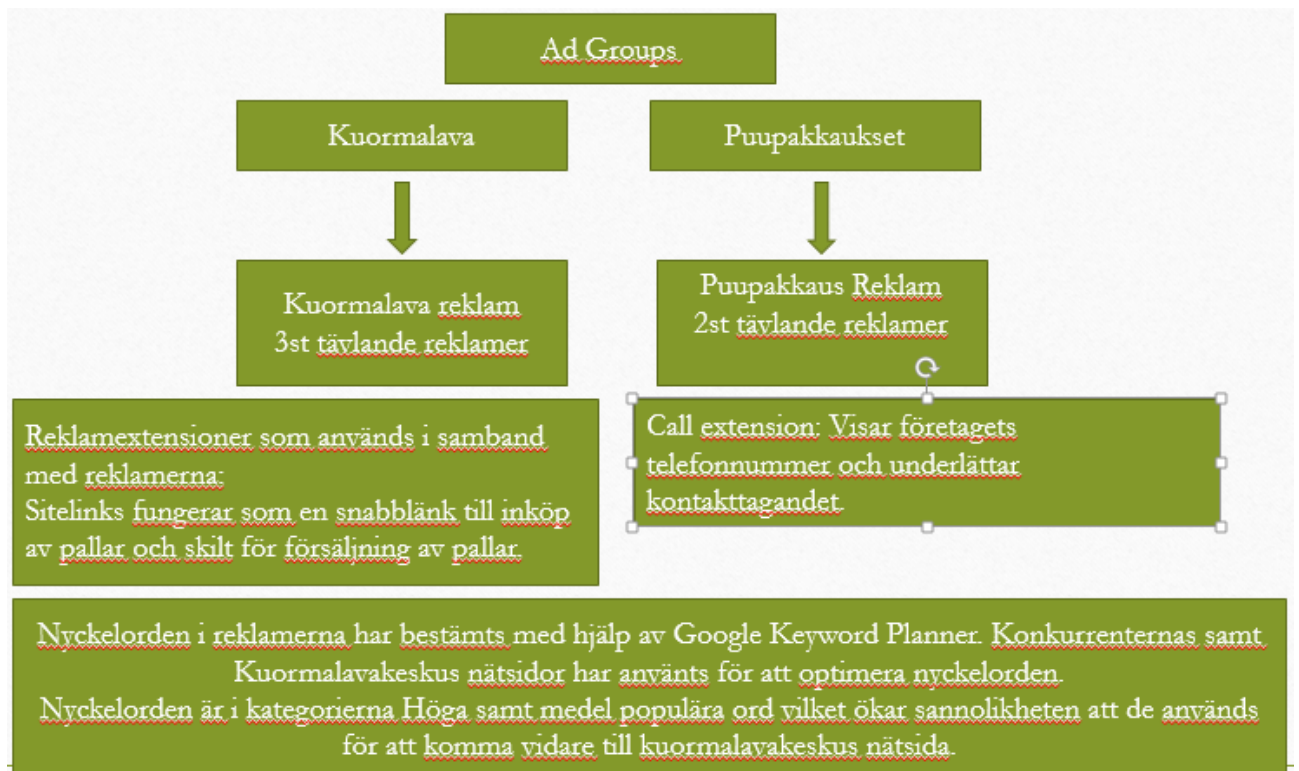 Ad Groups
Kuormalava
Puupakkaukset
Kuormalava reklam
3st tävlande reklamer
Puupakkaus Reklam
2st tävlande reklamer
Reklamextensioner som används i samband
med reklamerna:
Sitelinks fungerar som en snabblänk till inköp
av pallar och skilt för försäljning av pallar.
Call extension: Visar företagets
telefonnummer och underlättar
kontakttagandet.
Nyckelorden i reklamerna har bestämts med hjälp av Google Keyword Planner. Konkurrenternas samt
Kuormalavakeskus nätsidor har använts för att optimera nyckelorden.
Nyckelorden är i kategorierna Höga samt medel populära ord vilket ökar sannolikheten att de används
för att komma vidare till kuormalavakeskus nätsida.